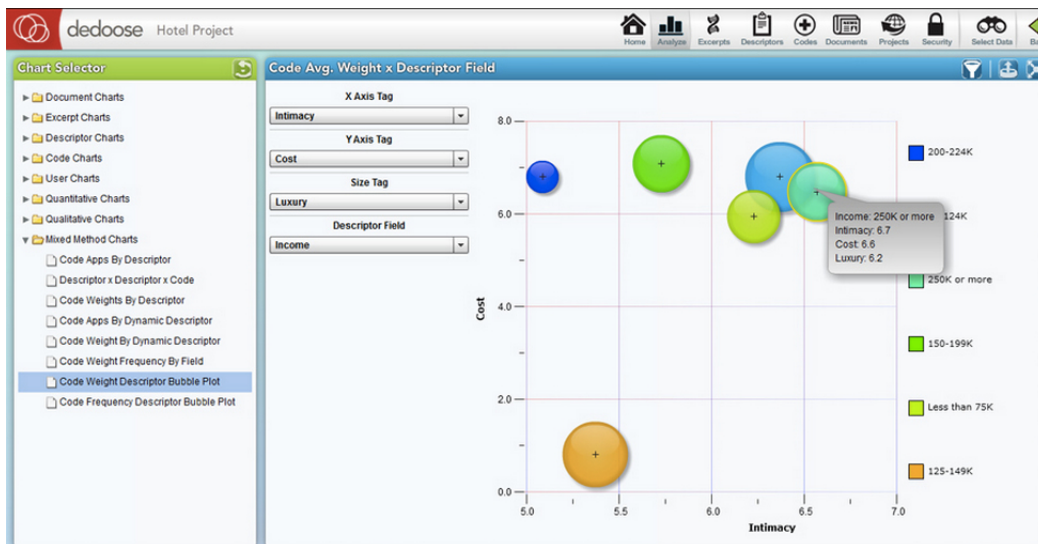 dedoose Hotel Project
Home Analyze Excerpts Descriptors Codes Documents Projects Security Select Data
Chart Selector
Document Charts
Excerpt Charts
Descriptor Charts
Code Charts
User Charts
Quantitative Charts
Qualitative Charts
Mixed Method Charts
Code Apps By Descriptor
Descriptor x Descriptor x Code
Code Weights By Descriptor
Code Apps By Dynamic Descriptor
Code Weight By Dynamic Descriptor
Code Weight Frequency By Field
Code Weight Descriptor Bubble Plot
Code Frequency Descriptor Bubble Plot
Code Avg. Weight x Descriptor Field
X Axis Tag
Intimacy
Y Axis Tag
Cost
Size Tag
Luxury
Descriptor Field
Income
8.0
6.0
4.0
2.0
0.0
Cost
5.0 5.5 6.0 6.5 7.0
Intimacy
Income: 250K or more
Intimacy: 6.7
Cost: 6.6
Luxury: 6.2
200-224K
124K
250K or more
150-199K
Less than 75K
125-149K